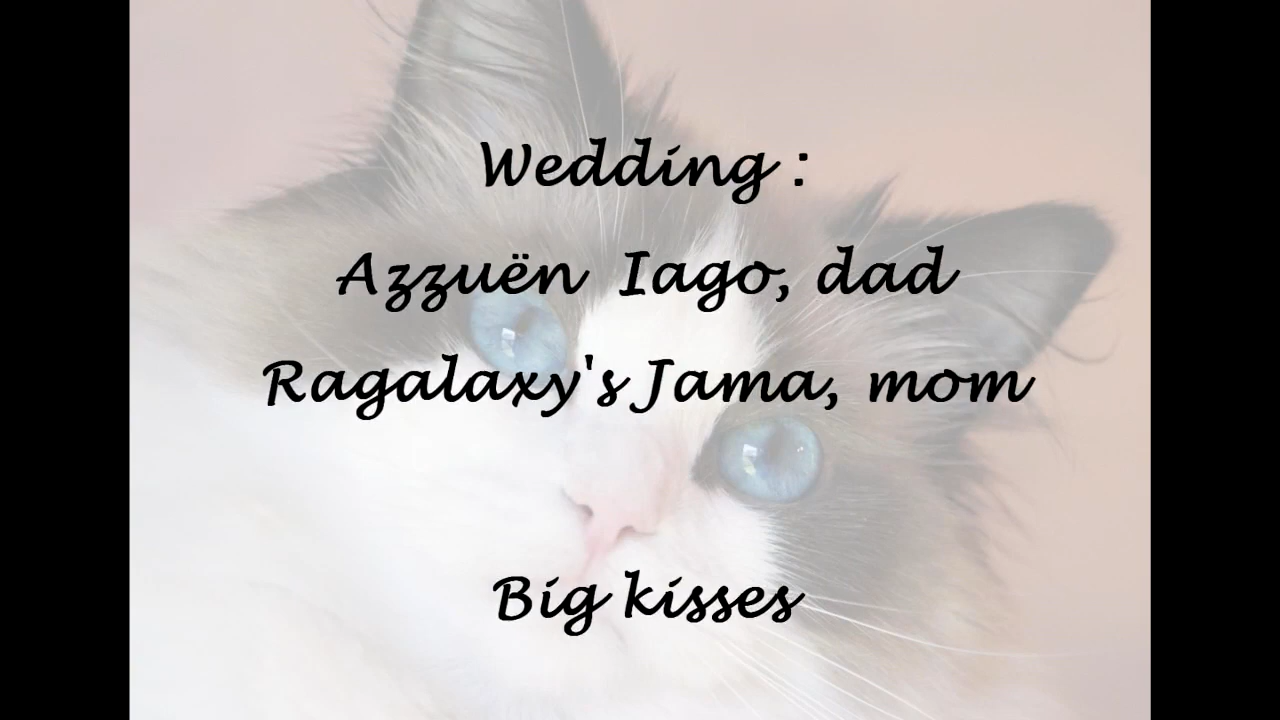 Wedding :
Azzuën Iago, dad
Ragalaxy's Jama, mom
Big kisses